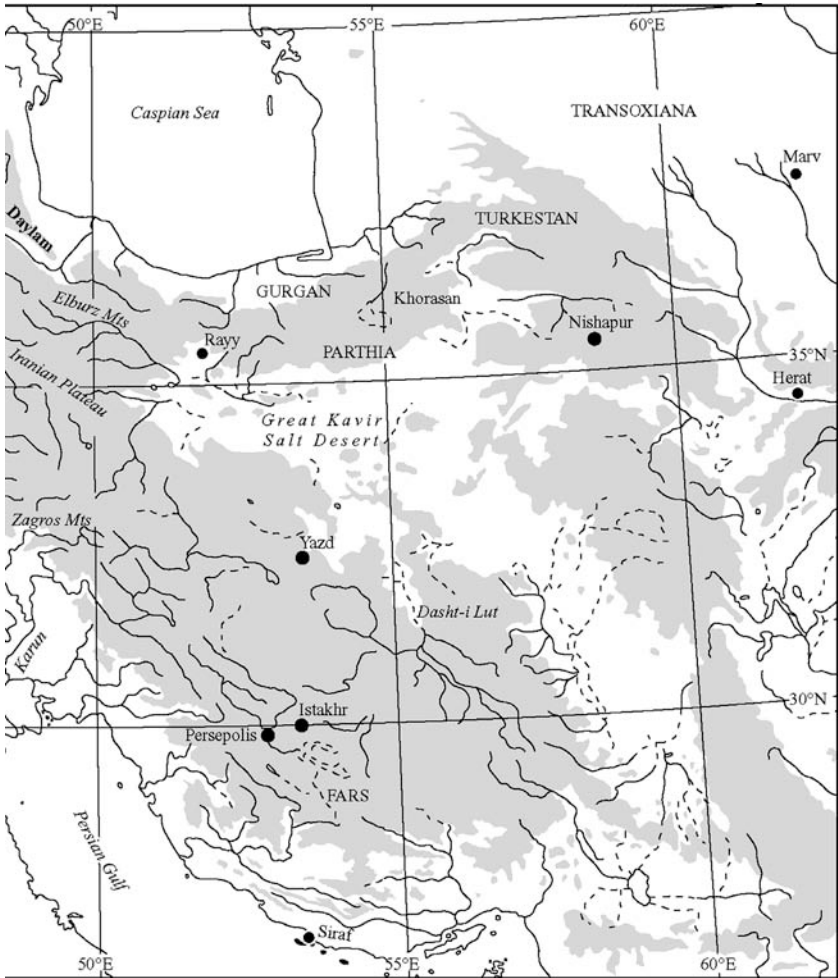 50°E
55°E
60°E
Caspian Sea
TRANSOXIANA
Marv
Daylam
TURKESTAN
Elburz Mts
GURGAN
Khorasan
Rayy
Nishapur
PARTHIA
35°N
Iranian Plateau
Herat
Great Kavir
Salt Desert
Zagros Mts
Yazd
Dasht-i Lut
Karun
Istakhr
30°N
Persepolis
FARS
Persian Gulf
Siraf
50°E
55°E
60°E